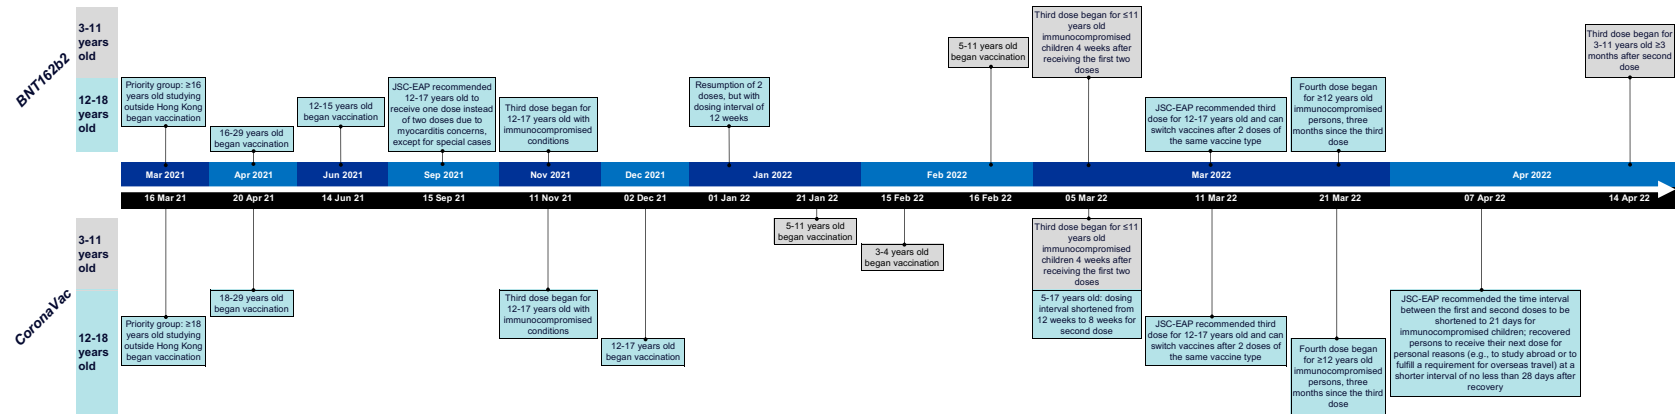 BNT162b2
3-11
years
old
12-18
years
old
Priority group: ≥16
years old studying
outside Hong Kong
began vaccination
16-29 years old
began vaccination
12-15 years old
began vaccination
JSC-EAP recommended
12-17 years old to
receive one dose instead
of two doses due to
myocarditis concerns,
except for special cases
Third dose began for
12-17 years old with
immunocompromised
conditions
Resumption of 2
doses, but with
dosing interval of
12 weeks
5-11 years old
began vaccination
Third dose began for ≤11
years old
immunocompromised
children 4 weeks after
receiving the first two
doses
JSC-EAP recommended third
dose for 12-17 years old and can
switch vaccines after 2 doses of
the same vaccine type
Fourth dose began
for ≥12 years old
immunocompromised
persons, three
months since the third
dose
Third dose began for
3-11 years old ≥3
months after second
dose
Mar 2021 Apr 2021 Jun 2021 Sep 2021 Nov 2021 Dec 2021 Jan 2022 Feb 2022 Mar 2022 Apr 2022
16 Mar 21 20 Apr 21 14 Jun 21 15 Sep 21 11 Nov 21 02 Dec 21 01 Jan 22 21 Jan 22 15 Feb 22 16 Feb 22 05 Mar 22 11 Mar 22 21 Mar 22 07 Apr 22 14 Apr 22
CoronaVac
3-11
years
old
12-18
years
old
Priority group: ≥18
years old studying
outside Hong Kong
began vaccination
18-29 years old
began vaccination
Third dose began for
12-17 years old with
immunocompromised
conditions
12-17 years old
began vaccination
5-11 years old
began vaccination
3-4 years old
began vaccination
Third dose began for ≤11
years old
immunocompromised
children 4 weeks after
receiving the first two
doses
5-17 years old: dosing
interval shortened from
12 weeks to 8 weeks for
second dose
JSC-EAP recommended third
dose for 12-17 years old and can
switch vaccines after 2 doses of
the same vaccine type
Fourth dose began
for ≥12 years old
immunocompromised
persons, three
months since the third
dose
JSC-EAP recommended the time interval
between the first and second doses to be
shortened to 21 days for
immunocompromised children; recovered
persons to receive their next dose for
personal reasons (e.g., to study abroad or to
fulfill a requirement for overseas travel) at a
shorter interval of no less than 28 days after
recovery